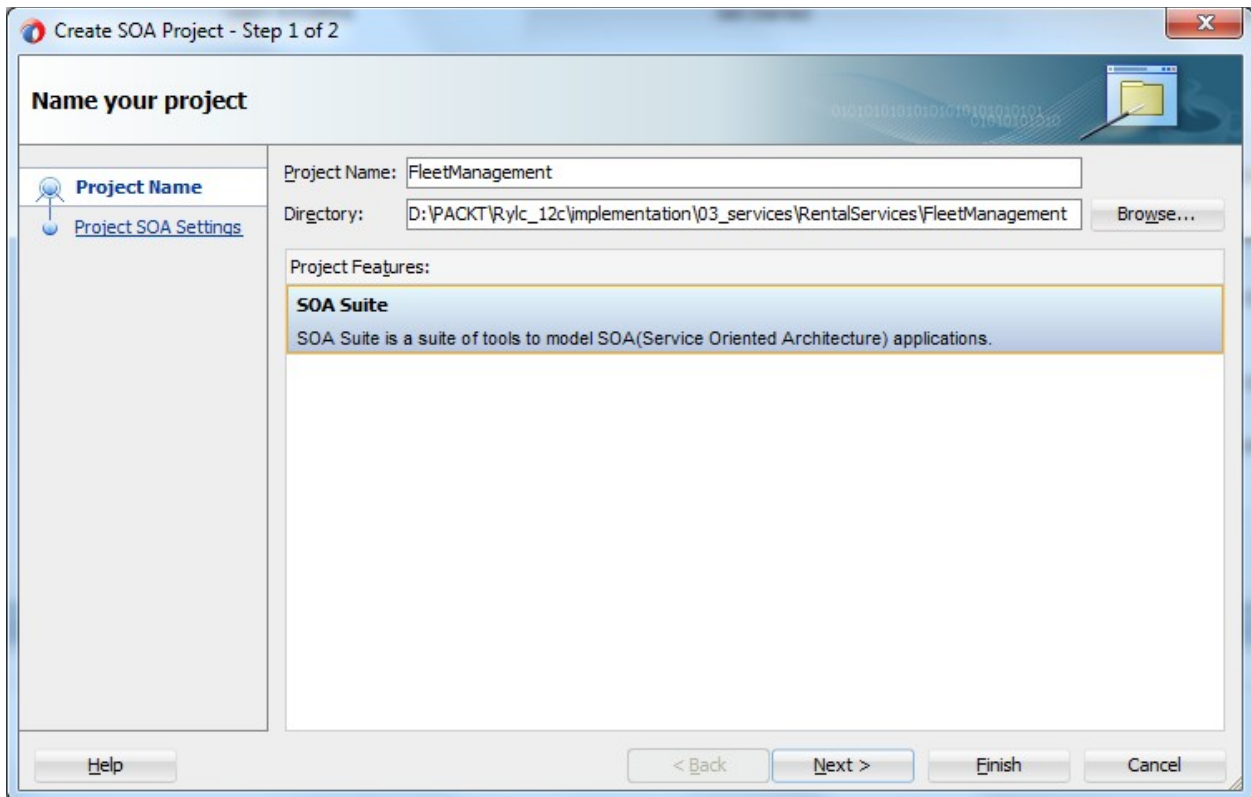 Create SOA Project - Step 1 of 2
X
Name your project
Project Name
Project SOA Settings
Project Name: FleetManagement
Directory: D:\PACKT\Rylc_12c\implementation\03_services\RentalServices\FleetManagement Browse...
Project Features:
SOA Suite
SOA Suite is a suite of tools to model SOA(Service Oriented Architecture) applications.
Help < Back Next > Finish Cancel